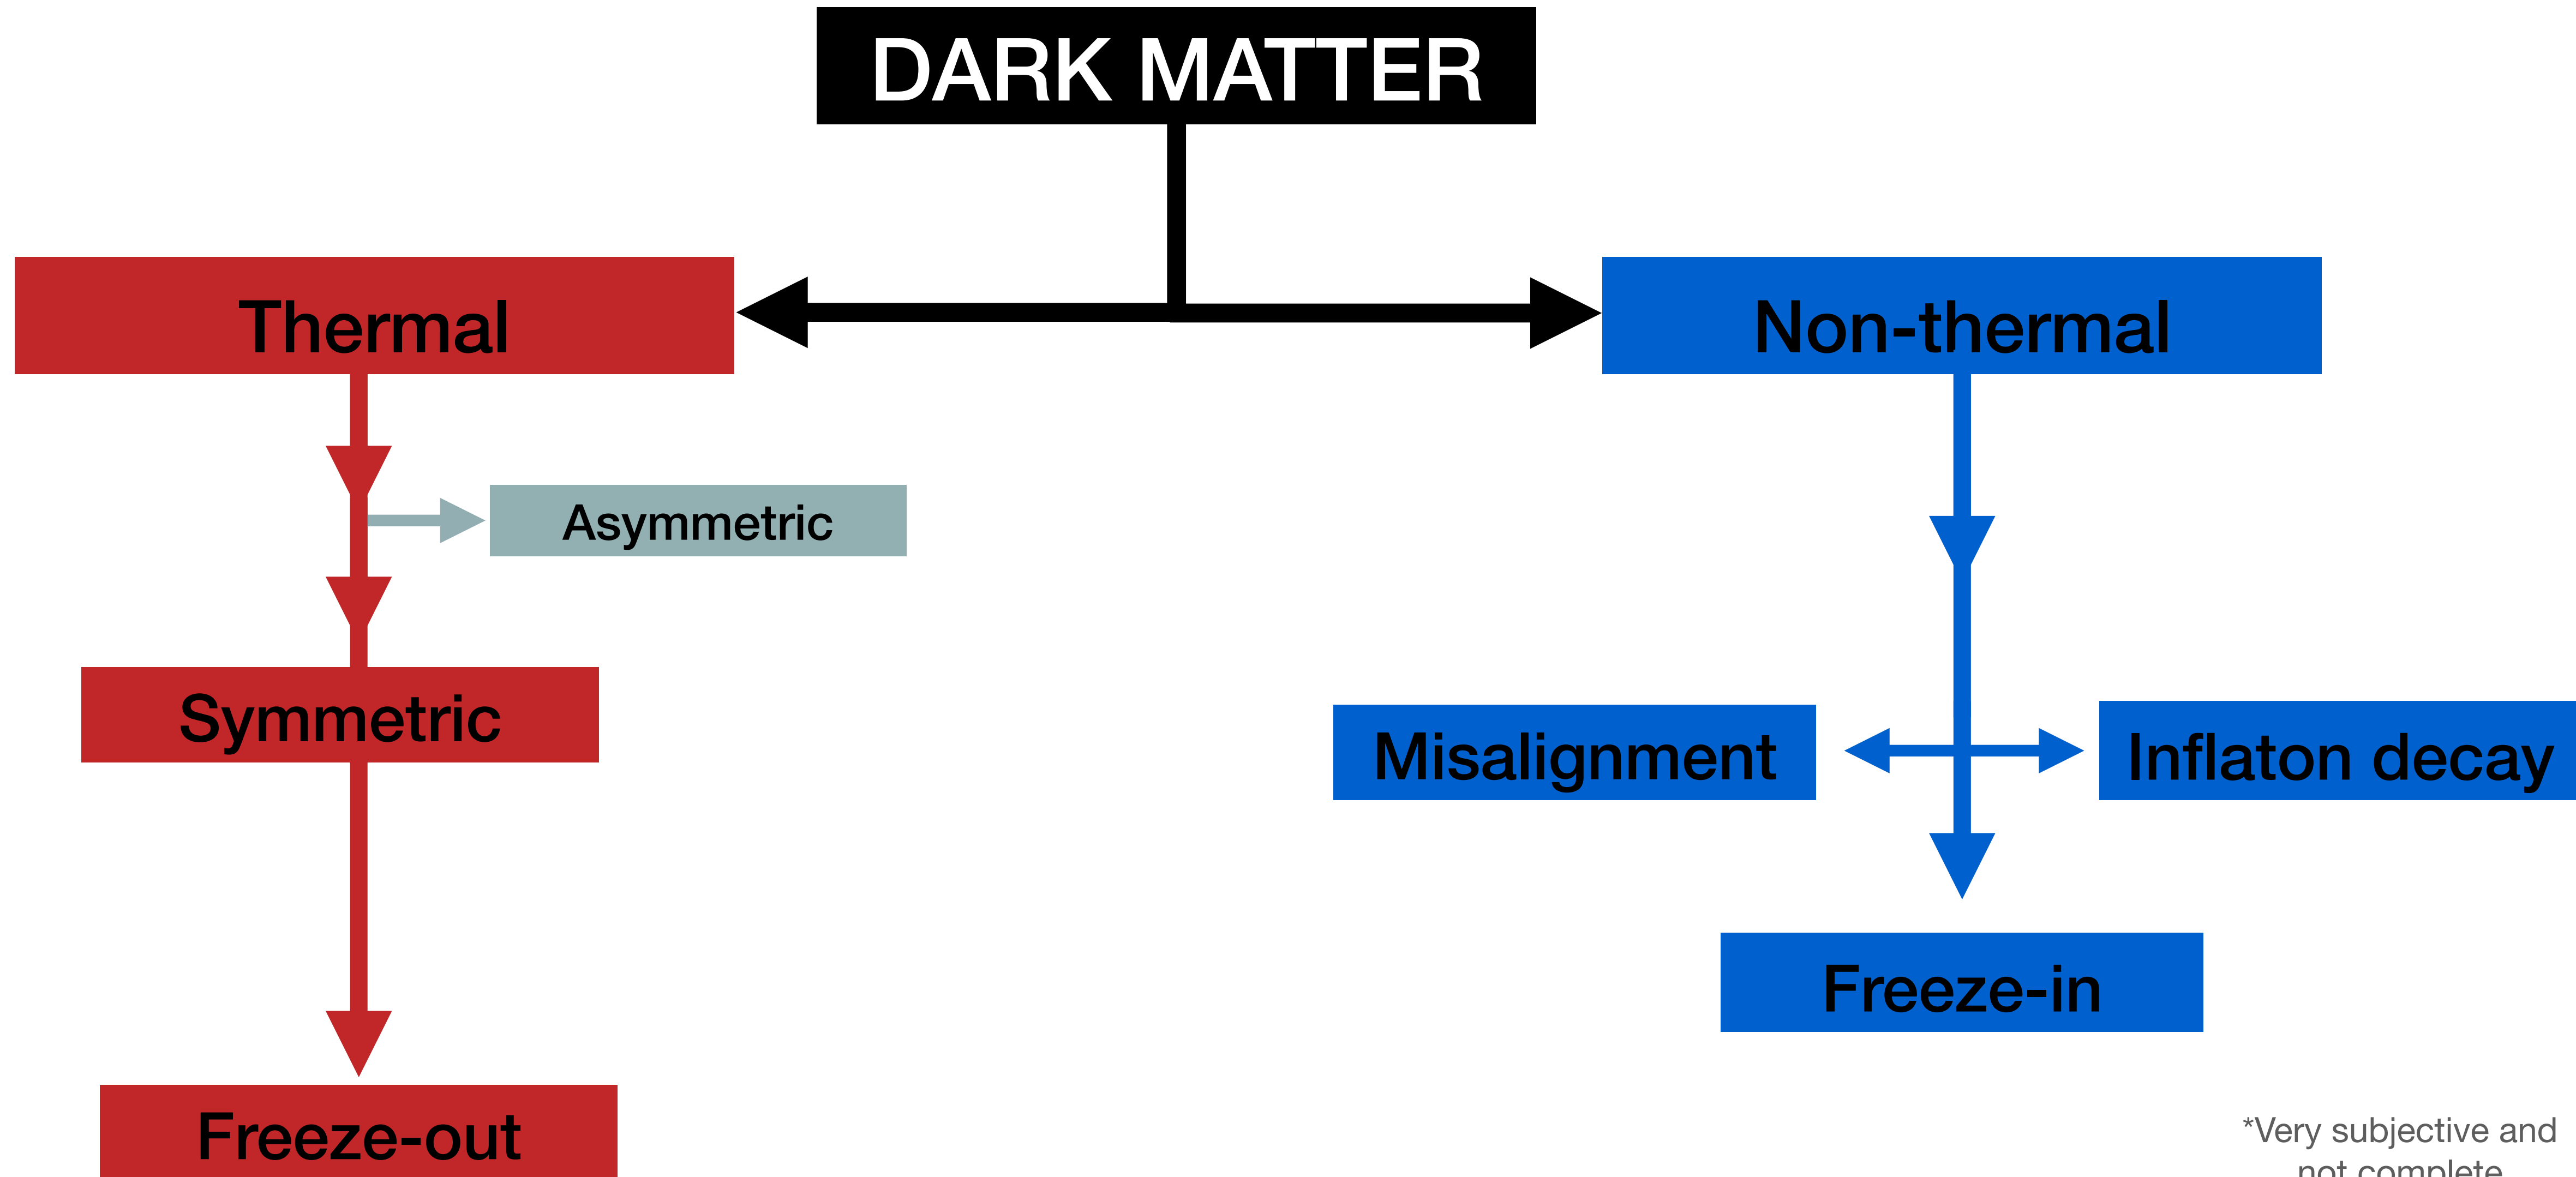 DARK MATTER
Thermal
Non-thermal
Asymmetric
Symmetric
Misalignment
Inflaton decay
Freeze-in
Freeze-out
*Very subjective and
not complete